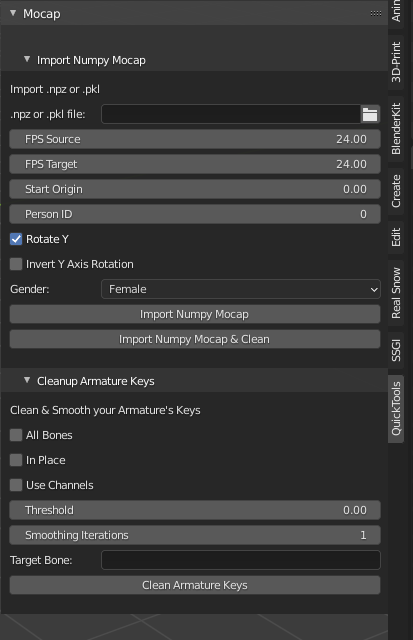 Mocap
Import Numpy Mocap
Import .npz or .pkl
.npz or .pkl file:
FPS Source 24.00
FPS Target 24.00
Start Origin 0.00
Person ID 0
Rotate Y
Invert Y Axis Rotation
Gender: Female
Import Numpy Mocap
Import Numpy Mocap & Clean
Cleanup Armature Keys
Clean & Smooth your Armature's Keys
All Bones
In Place
Use Channels
Threshold 0.00
Smoothing Iterations 1
Target Bone:
Clean Armature Keys
Anin
3D-Print
BlenderKit
Create
Edit
Real Snow
SSGI
QuickTools